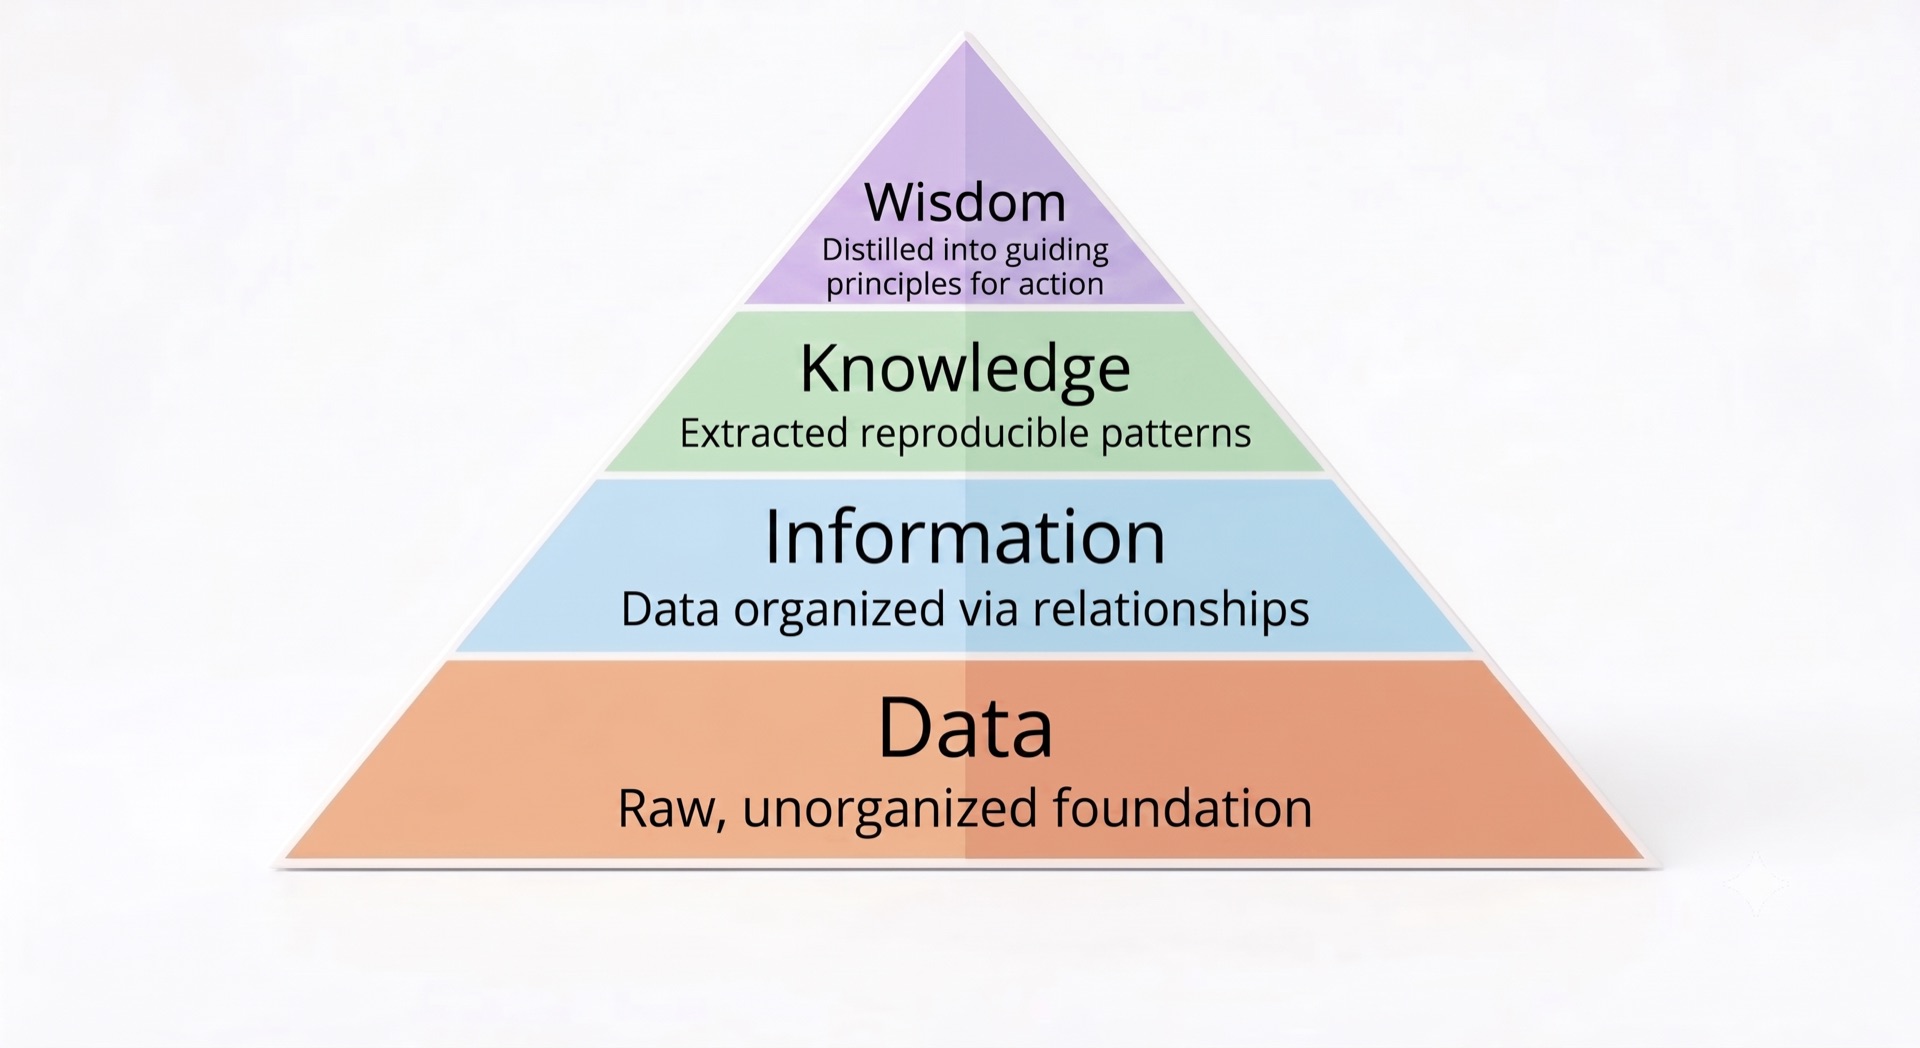 Wisdom
Distilled into guiding
principles for action
Knowledge
Extracted reproducible patterns
Information
Data organized via relationships
Data
Raw, unorganized foundation